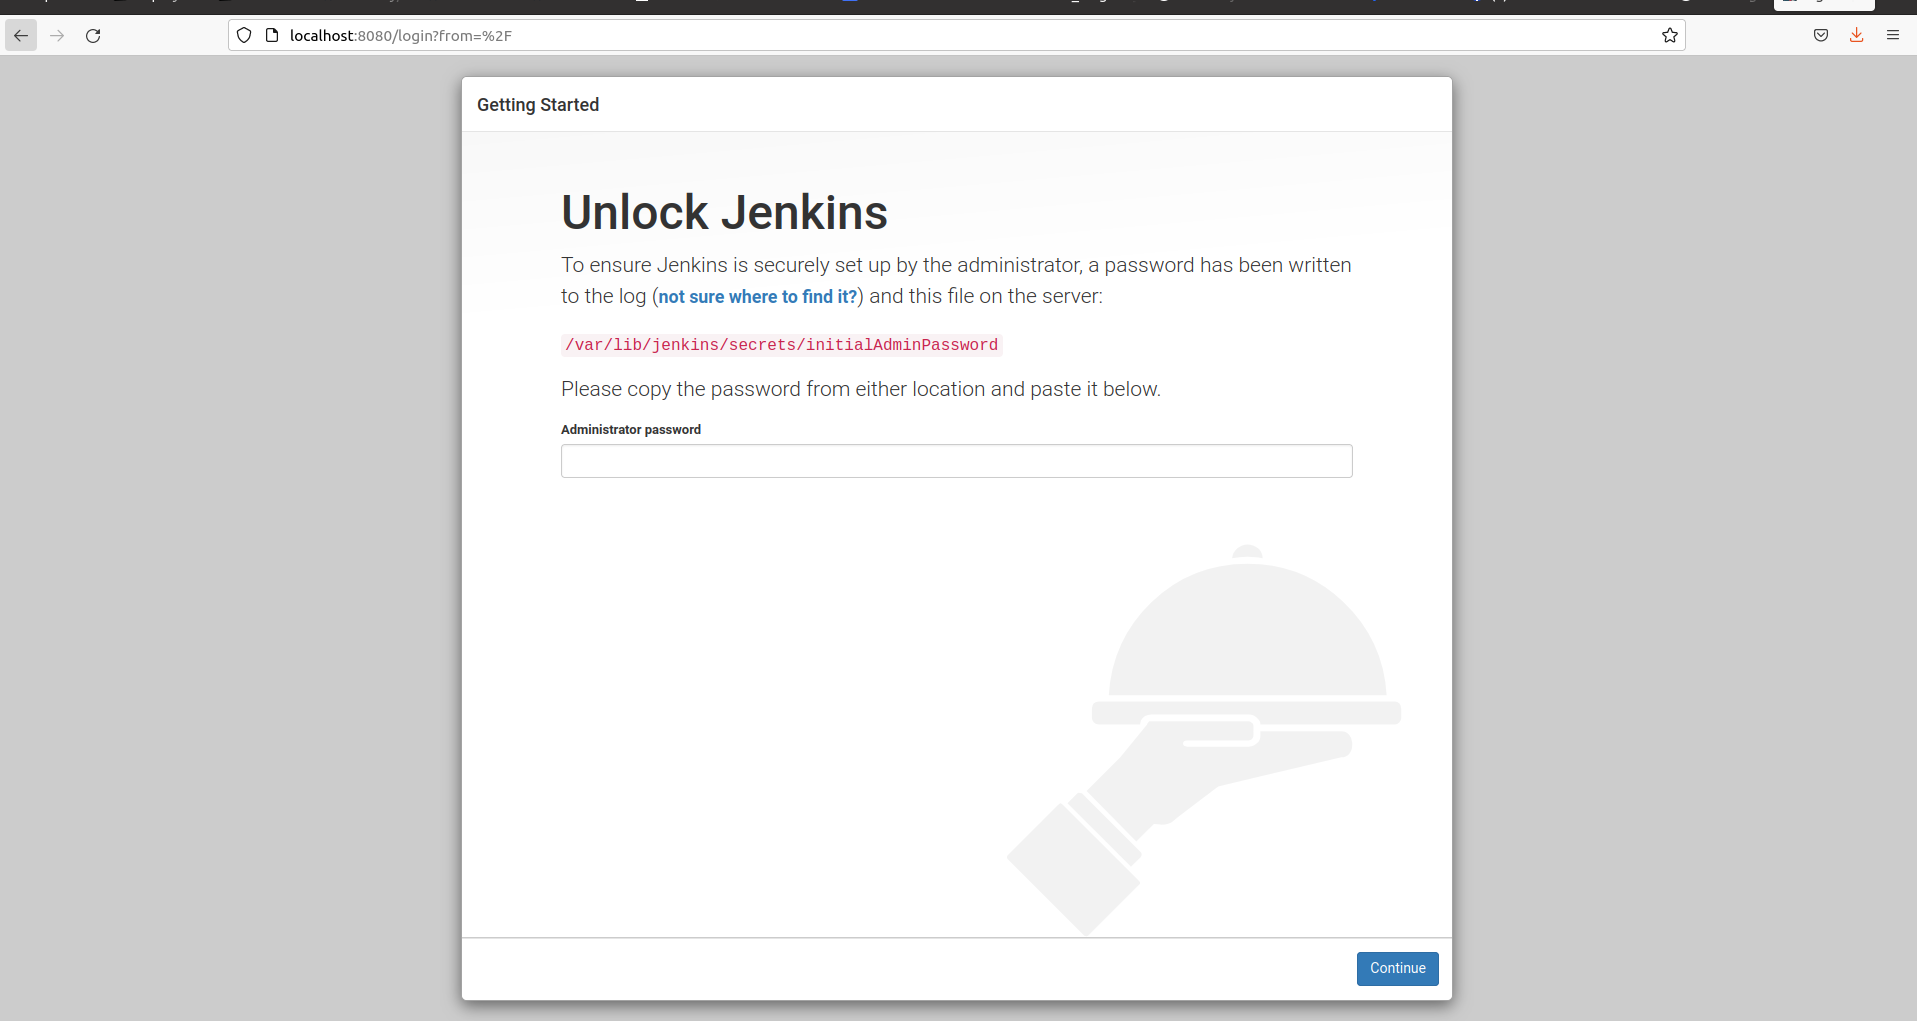 localhost:8080/login?from=%2F
Getting Started
Unlock Jenkins
To ensure Jenkins is securely set up by the administrator, a password has been written
to the log (not sure where to find it?) and this file on the server:
/var/lib/jenkins/secrets/initialAdminPassword
Please copy the password from either location and paste it below.
Administrator password
Continue